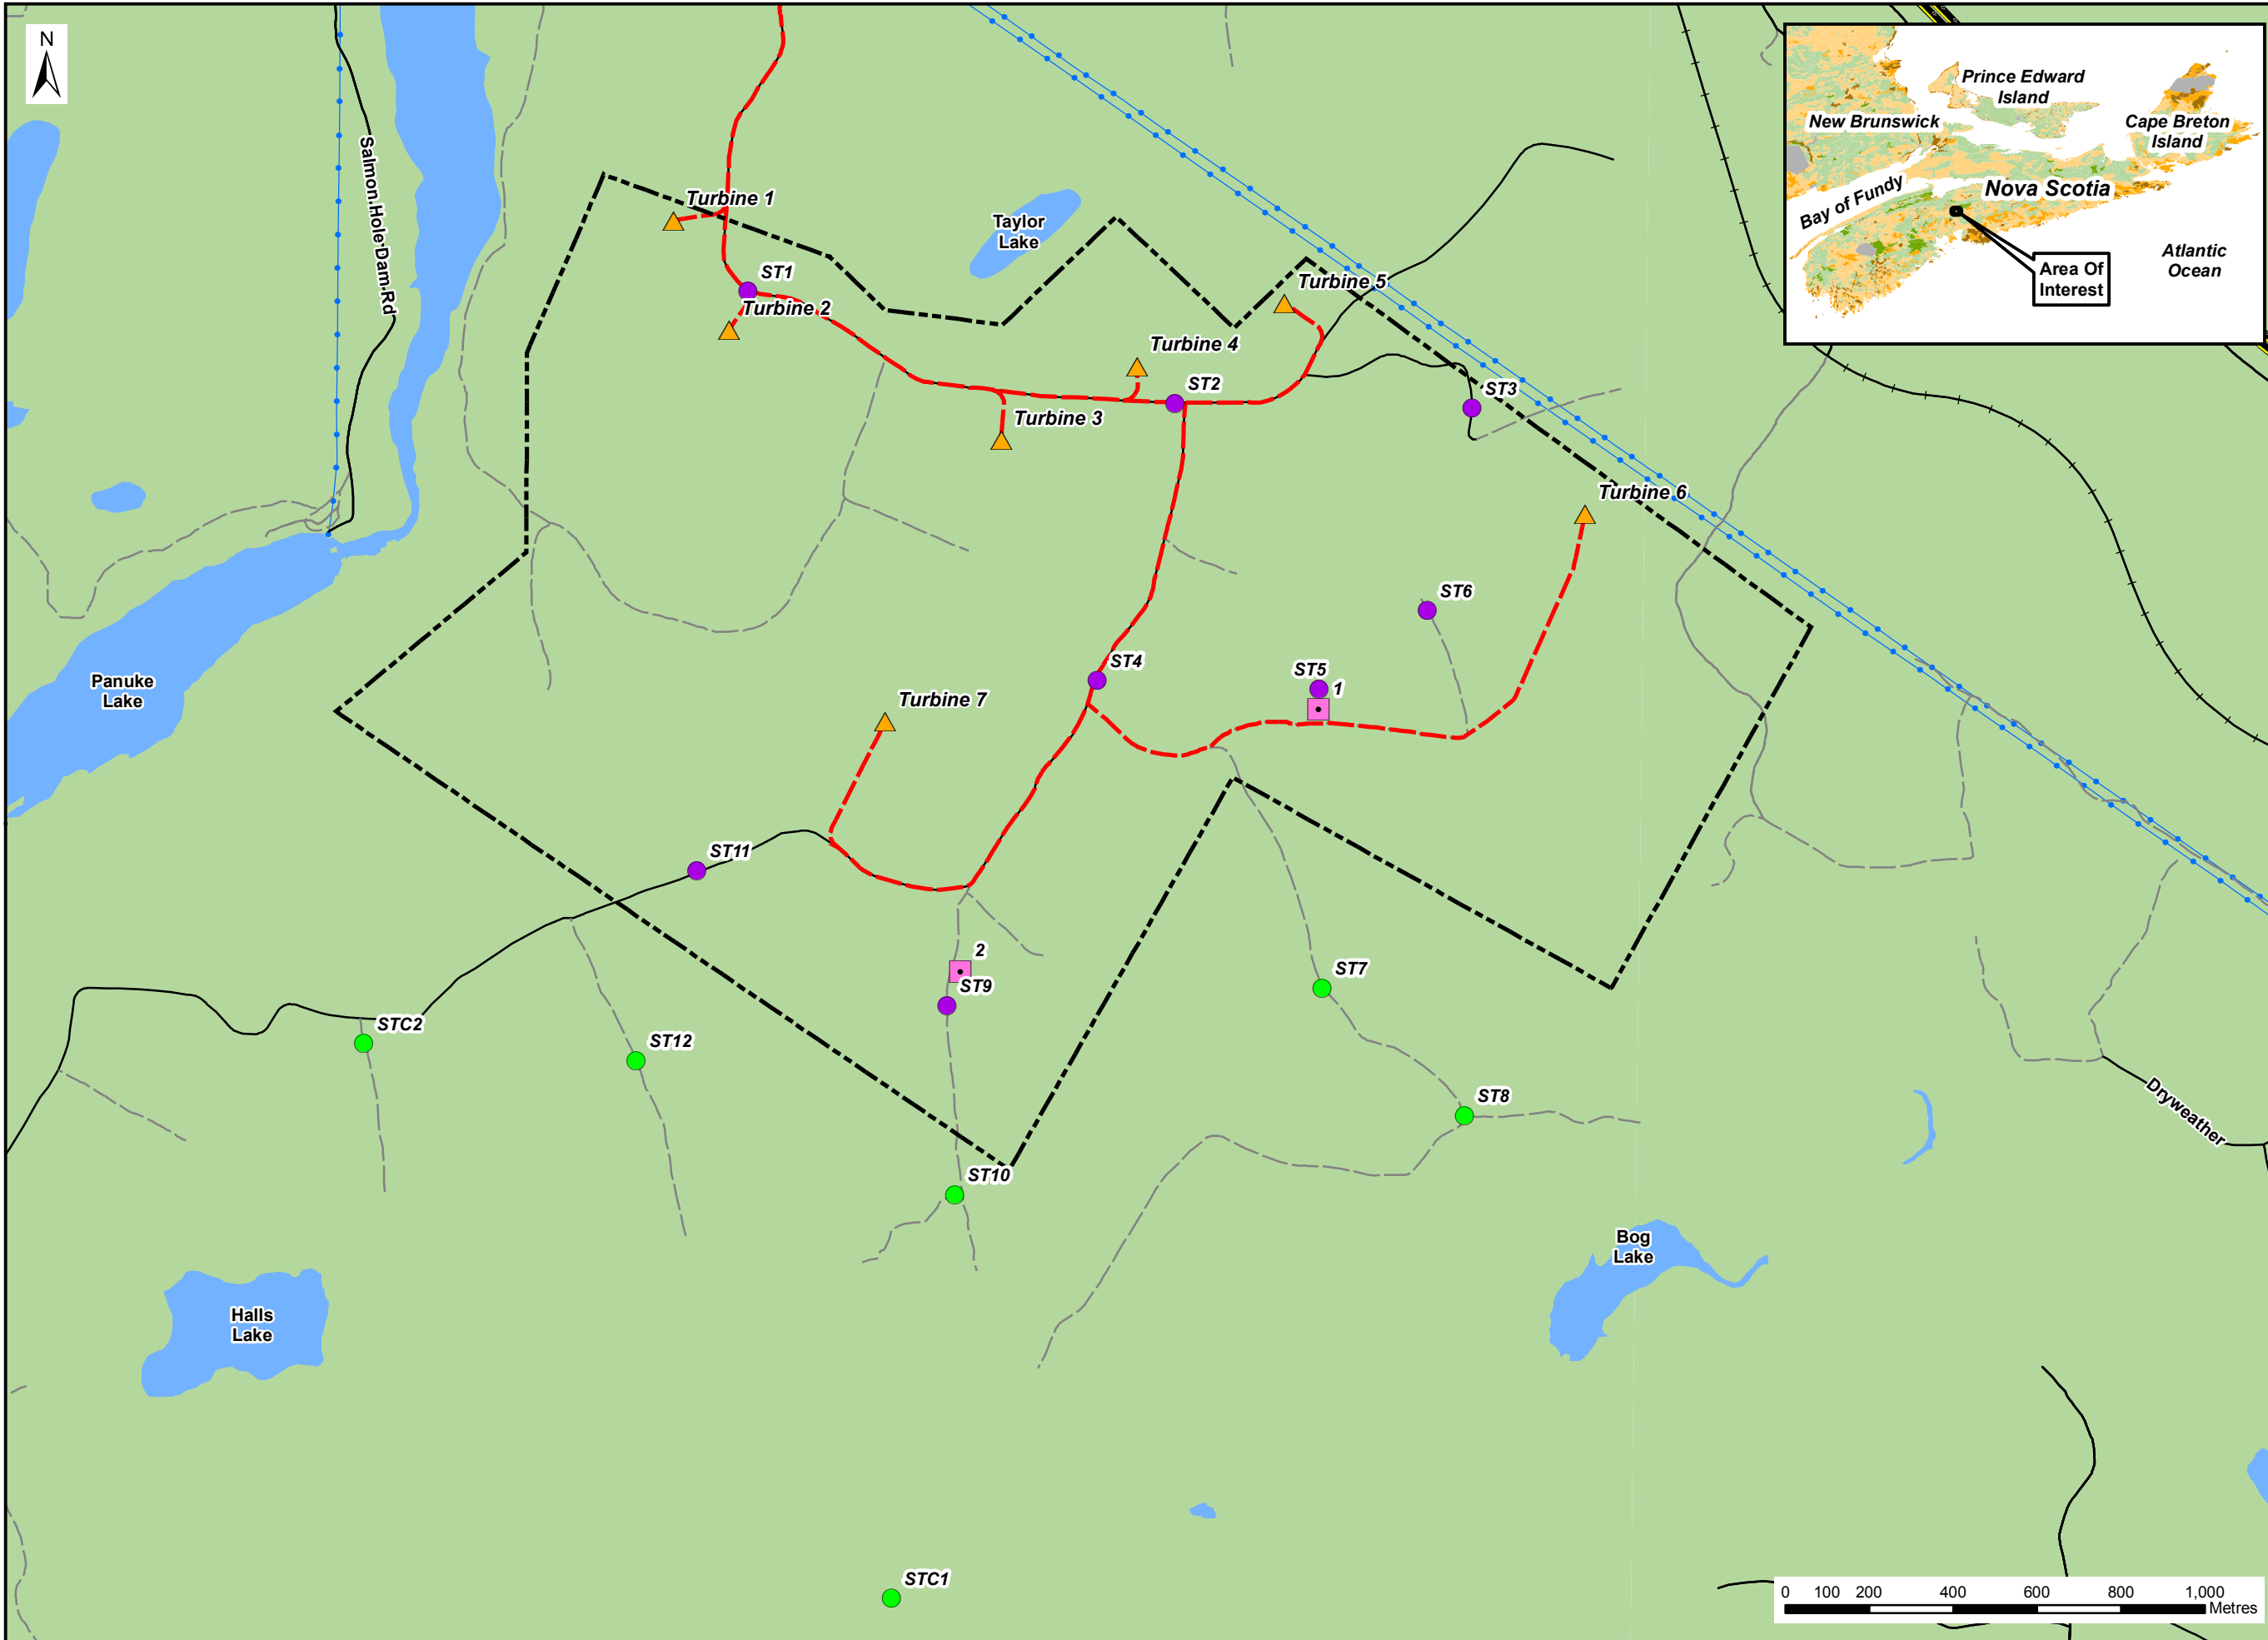 N
Salmon Hole Dam Rd
Prince Edward
Island
New Brunswick
Cape Breton
Island
Bay of Fundy
Nova Scotia
Atlantic
Ocean
Area Of
Interest
Turbine 1
Taylor
Lake
ST1
Turbine 2
Turbine 5
Turbine 4
ST2
ST3
Turbine 3
Turbine 6
ST6
ST4
ST5
1
Panuke
Lake
Turbine 7
ST11
2
ST9
ST7
STC2
ST12
ST8
Dryweather
ST10
Bog
Lake
Halls
Lake
STC1
0 100 200 400 600 800 1,000
Metres